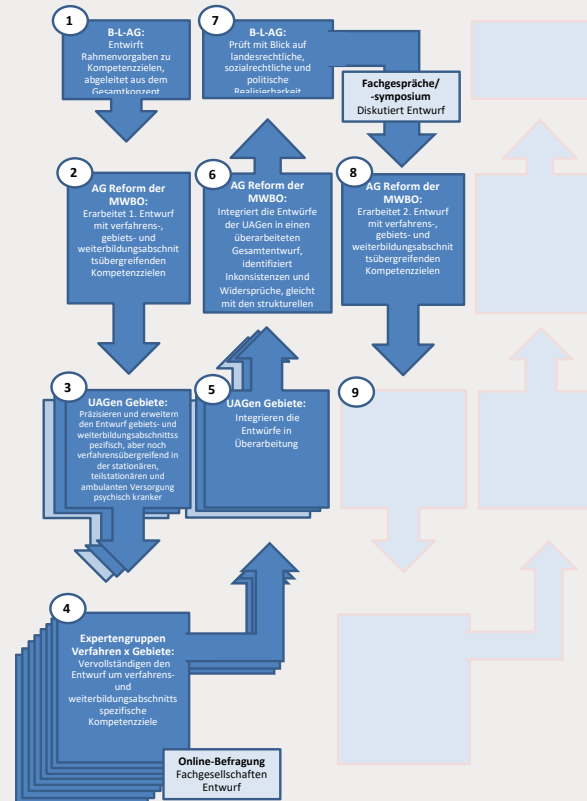 1
B-L-AG:
Entwirft
Rahmenvorgaben zu
Kompetenzzielen,
abgeleitet aus dem
Gesamtkonzept
7
B-L-AG:
Prüft mit Blick auf
landesrechtliche,
sozialrechtliche und
politische
Realisierbarkeit
Fachgespräche/
-symposium
Diskutiert Entwurf
2
AG Reform der
MWBO:
Erarbeitet 1. Entwurf
mit verfahrens-,
gebiets- und
weiterbildungsabschnit
tsübergreifenden
Kompetenzzielen
6
AG Reform der
MWBO:
Integriert die Entwürfe
der UAGen in einen
überarbeiteten
Gesamtentwurf,
identifiziert
Inkonsistenzen und
Widersprüche, gleicht
mit den strukturellen
8
AG Reform der
MWBO:
Erarbeitet 2. Entwurf
mit verfahrens-,
gebiets- und
weiterbildungsabschnit
tsübergreifenden
Kompetenzzielen
3
UAGen Gebiete:
Präzisieren und erweitern
den Entwurf gebiets- und
weiterbildungsabschnittss
pezifisch, aber noch
verfahrensübergreifend in
der stationären,
teilstationären und
ambulanten Versorgung
psychisch kranker
5
UAGen Gebiete:
Integrieren die
Entwürfe in
Überarbeitung
9
4
Expertengruppen
Verfahren x Gebiete:
Vervollständigen den
Entwurf um verfahrens-
und
weiterbildungsabschnitts
spezifische
Kompetenzziele
Online-Befragung
Fachgesellschaften
Entwurf